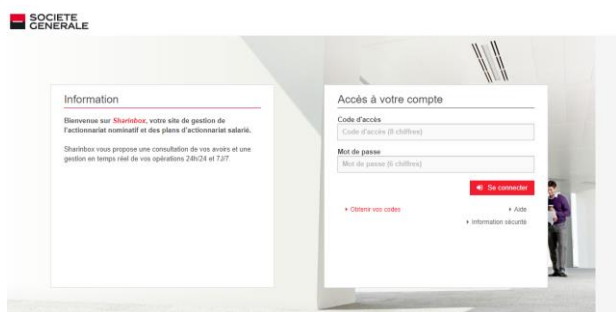 SOCIETE
GENERALE
Information
Bienvenue sur Sharinbox, votre site de gestion de
l'actionnariat nominatif et des plans d'actionnariat salarié.
Sharinbox vous propose une consultation de vos avoirs et une
gestion en temps réel de vos opérations 24h/24 et 7J/7.
Accès à votre compte
Code d'accès
Code d'accès (8 chiffres)
Mot de passe
Mot de passe (6 chiffres)
Se connecter
Obtenir vos codes
Aide
Information sécurité